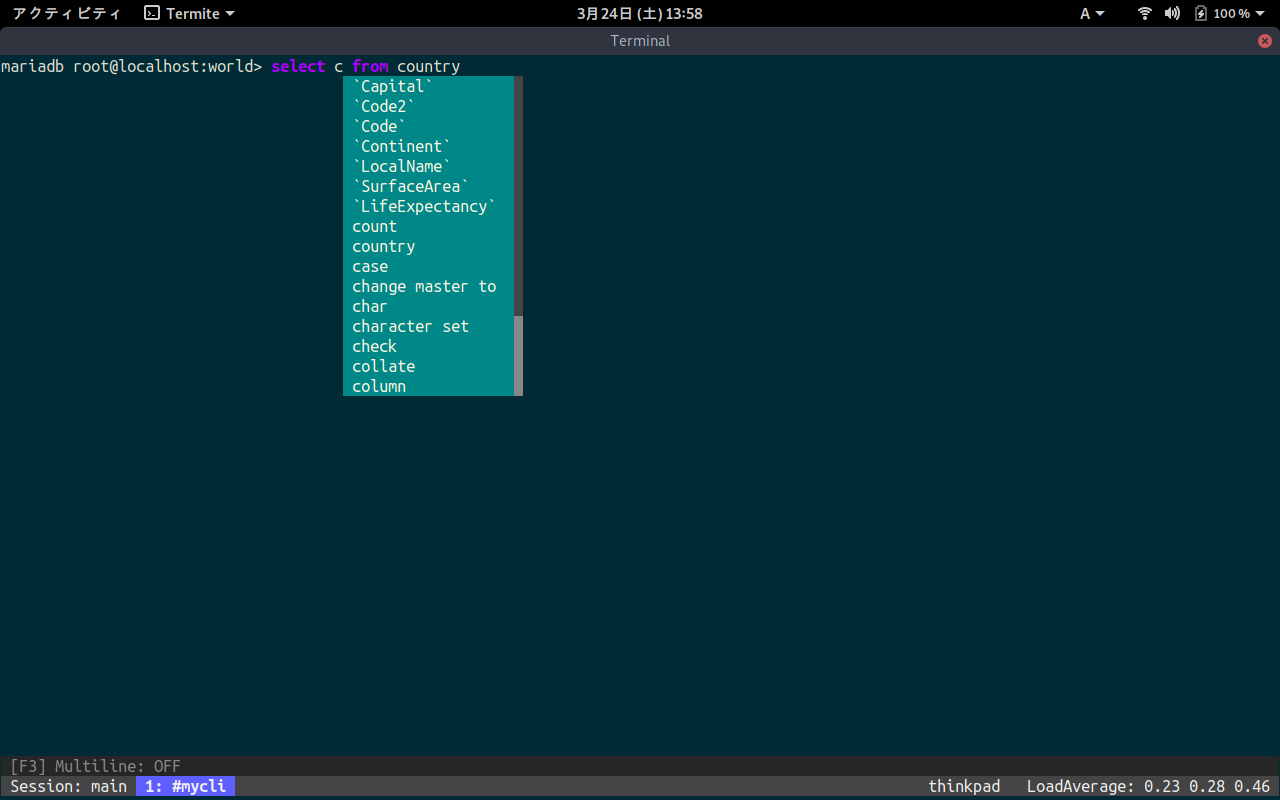 アクティビティ Termite 3月24日 (土) 13:58 A 100 %
Terminal
mariadb root@localhost:world> select c from country
`Capital`
`Code2`
`Code`
`Continent`
`LocalName`
`SurfaceArea`
`LifeExpectancy`
count
country
case
change master to
char
character set
check
collate
column
[F3] Multiline: OFF
Session: main 1: #mycli thinkpad LoadAverage: 0.23 0.28 0.46